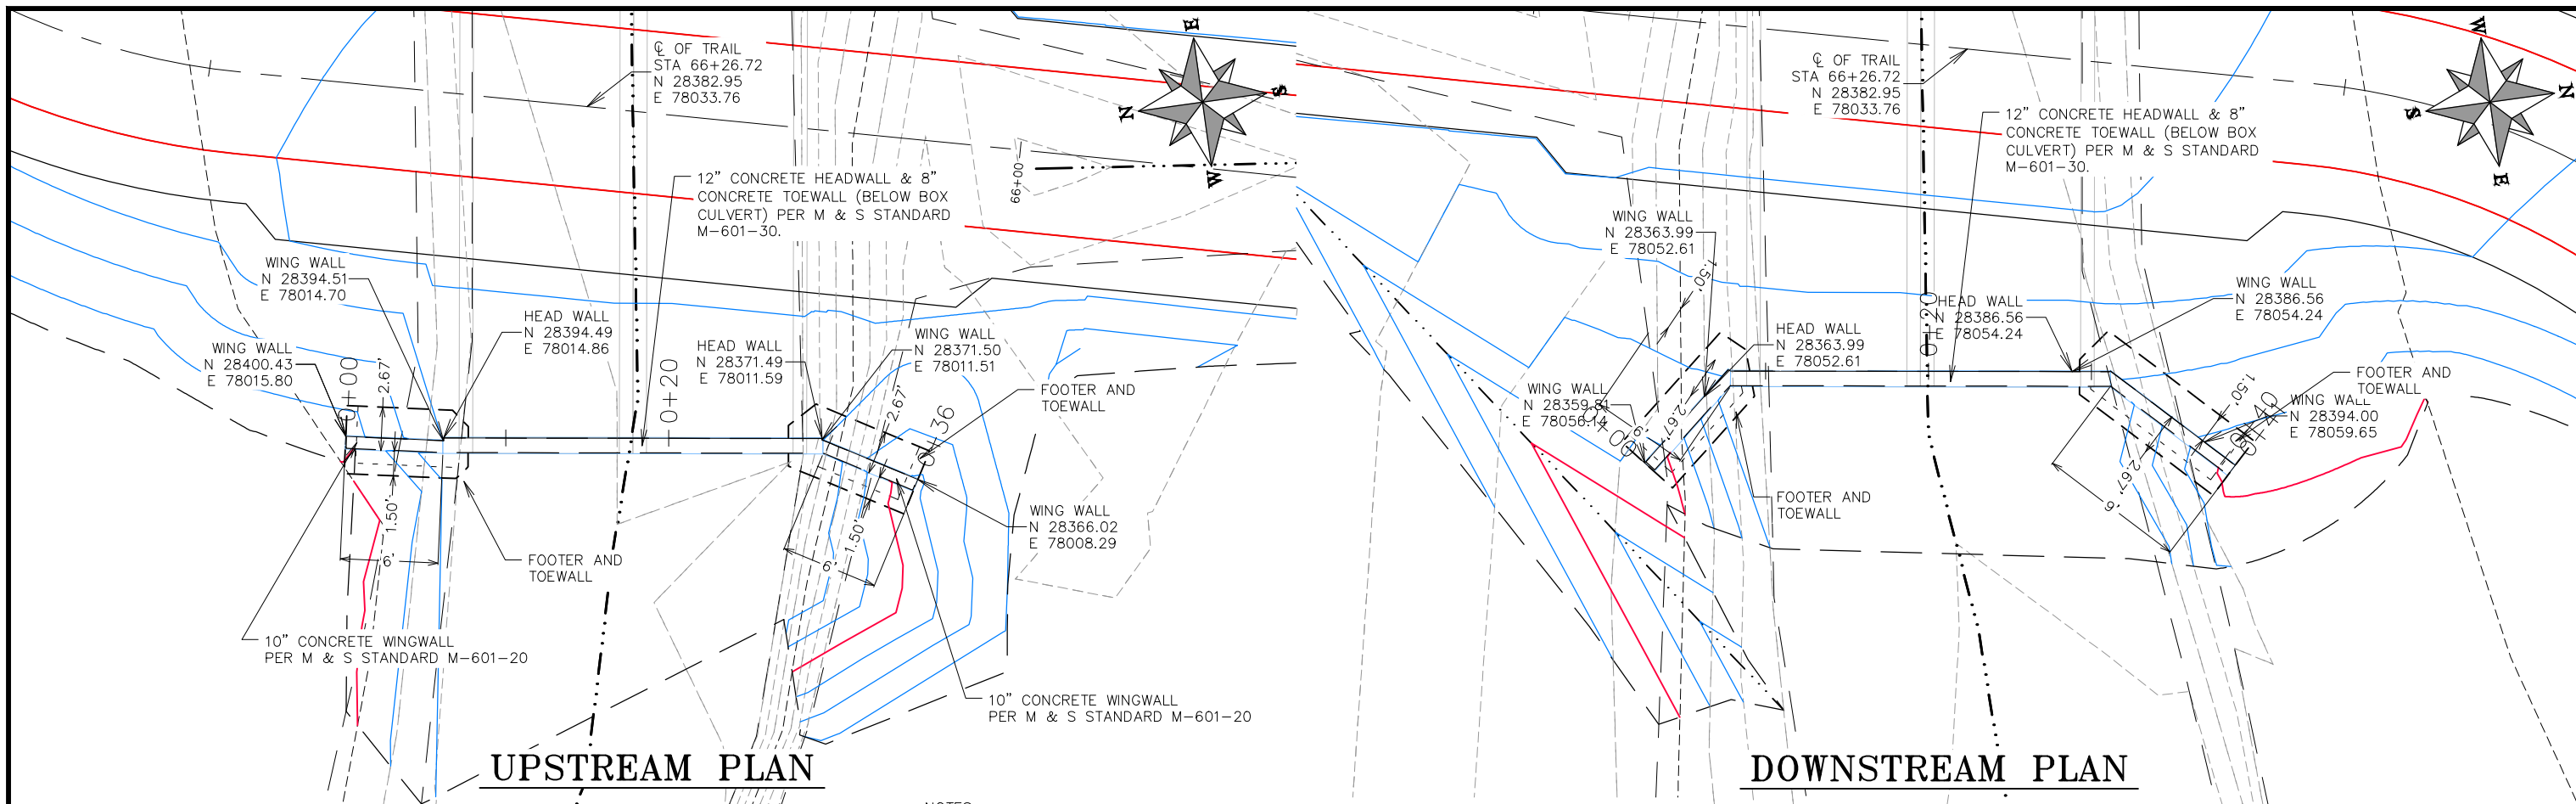 ℄ OF TRAIL
STA 66+26.72
N 28382.95
E 78033.76
E
S
N
W
66+00
12" CONCRETE HEADWALL & 8"
CONCRETE TOEWALL (BELOW BOX
CULVERT) PER M & S STANDARD
M-601-30.
WING WALL
N 28394.51
E 78014.70
HEAD WALL
N 28394.49
E 78014.86
WING WALL
N 28400.43
E 78015.80
HEAD WALL
N 28371.49
E 78011.59
WING WALL
N 28371.50
E 78011.51
FOOTER AND
TOEWALL
0+00
2.67'
0+20
2.67'
0+36
1.50'
6'
FOOTER AND
TOEWALL
1.50'
6'
WING WALL
N 28366.02
E 78008.29
10" CONCRETE WINGWALL
PER M & S STANDARD M-601-20
10" CONCRETE WINGWALL
PER M & S STANDARD M-601-20
UPSTREAM PLAN
℄ OF TRAIL
STA 66+26.72
N 28382.95
E 78033.76
W
N
S
E
12" CONCRETE HEADWALL & 8"
CONCRETE TOEWALL (BELOW BOX
CULVERT) PER M & S STANDARD
M-601-30.
WING WALL
N 28363.99
E 78052.61
1.50'
HEAD WALL
N 28363.99
E 78052.61
0+20
HEAD WALL
N 28386.56
E 78054.24
WING WALL
N 28386.56
E 78054.24
WING WALL
N 28359.81
E 78056.14
0+00
6'
2.67'
FOOTER AND
TOEWALL
1.50'
FOOTER AND
TOEWALL
WING WALL
N 28394.00
E 78059.65
0+40
2.67'
6'
DOWNSTREAM PLAN